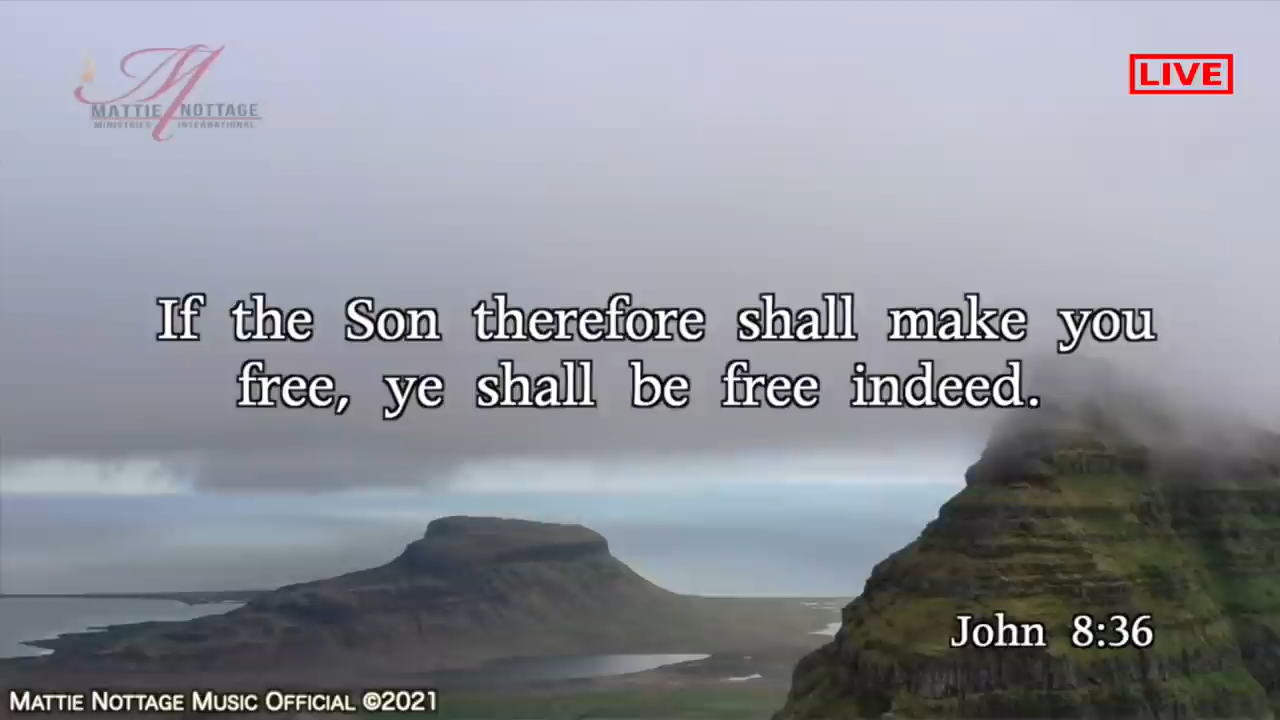 MATTIE NOTTAGE
MINISTRIES INTERNATIONAL
LIVE
If the Son therefore shall make you
free, ye shall be free indeed.
John 8:36
MATTIE NOTTAGE MUSIC OFFICIAL ©2021